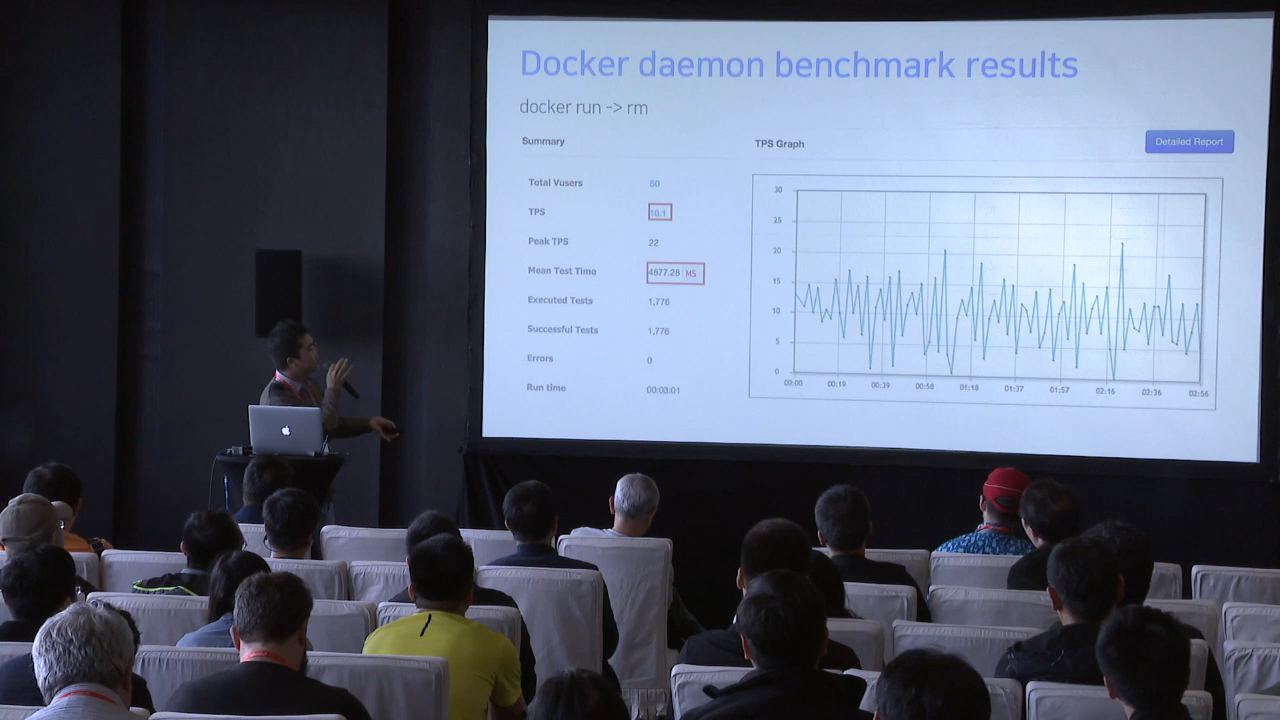 Docker daemon benchmark results
docker run -> rm
Summary
TPS Graph
Detailed Report
Total Vusers 50
TPS 10.1
Peak TPS 22
Mean Test Time 4877.28 MS
Executed Tests 1,776
Successful Tests 1,776
Errors 0
Run time 00:03:01
30
25
20
15
10
5
0
00:00 00:19 00:39 00:58 01:18 01:37 01:57 02:16 02:36 02:56